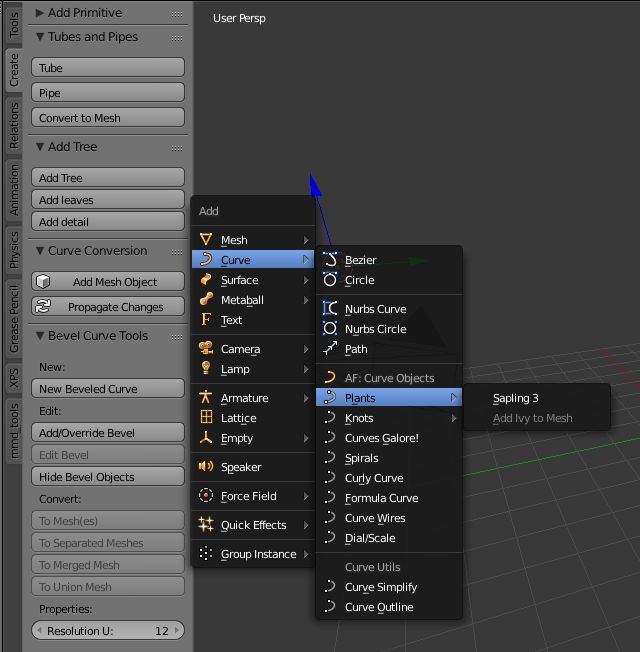 User Persp
Tools
Create
Relations
Animation
Physics
Grease Pencil
XPS
mmd_tools
Add Primitive
Tubes and Pipes
Tube
Pipe
Convert to Mesh
Add Tree
Add Tree
Add leaves
Add detail
Curve Conversion
Add Mesh Object
Propagate Changes
Bevel Curve Tools
New:
New Beveled Curve
Edit:
Add/Override Bevel
Edit Bevel
Hide Bevel Objects
Convert:
To Mesh(es)
To Separated Meshes
To Merged Mesh
To Union Mesh
Properties:
Resolution U: 12
Add
Mesh
Curve
Surface
Metaball
Text
Camera
Lamp
Armature
Lattice
Empty
Speaker
Force Field
Quick Effects
Group Instance
Bezier
Circle
Nurbs Curve
Nurbs Circle
Path
AF: Curve Objects
Plants
Knots
Curves Galore!
Spirals
Curly Curve
Formula Curve
Curve Wires
Dial/Scale
Curve Utils
Curve Simplify
Curve Outline
Sapling 3
Add Ivy to Mesh